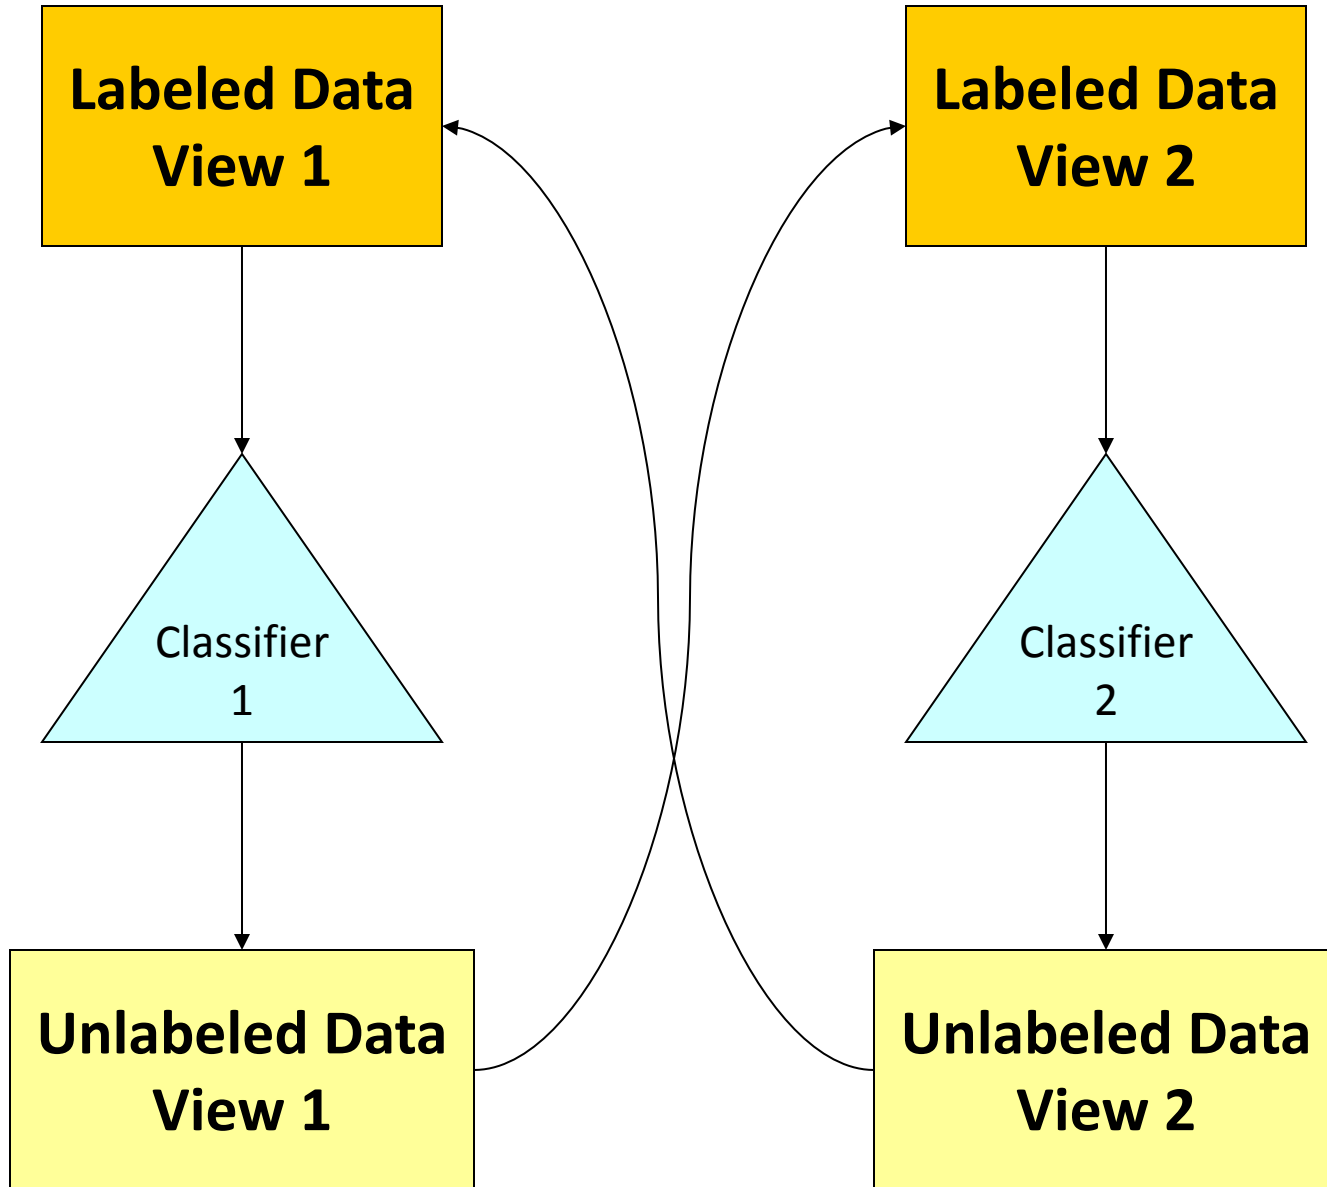 Labeled Data
View 1
Labeled Data
View 2
Classifier
1
Classifier
2
Unlabeled Data
View 1
Unlabeled Data
View 2